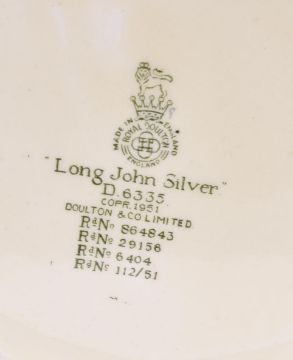 MADE IN ENGLAND
ROYAL DOULTON
ENGLAND
"Long John Silver"
D.6335
COPR.1951
DOULTON & CO LIMITED
RdNo 864843
RdNo 29156
RdNo 6404
RdNo 112/51